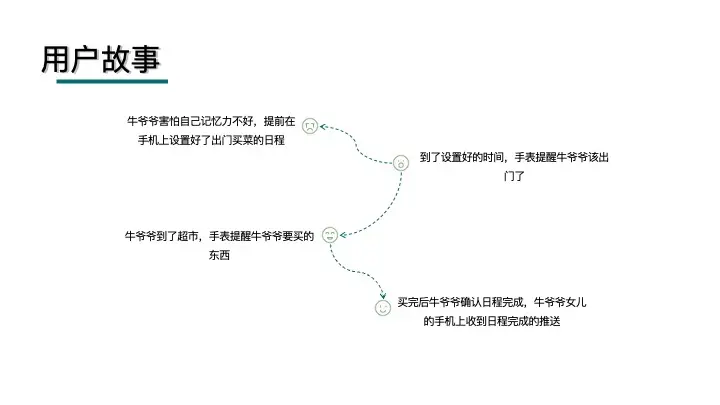 用户故事
牛爷爷害怕自己记忆力不好，提前在
手机上设置好了出门买菜的日程
到了设置好的时间，手表提醒牛爷爷该出
门了
牛爷爷到了超市，手表提醒牛爷爷要买的
东西
买完后牛爷爷确认日程完成，牛爷爷女儿
的手机上收到日程完成的推送